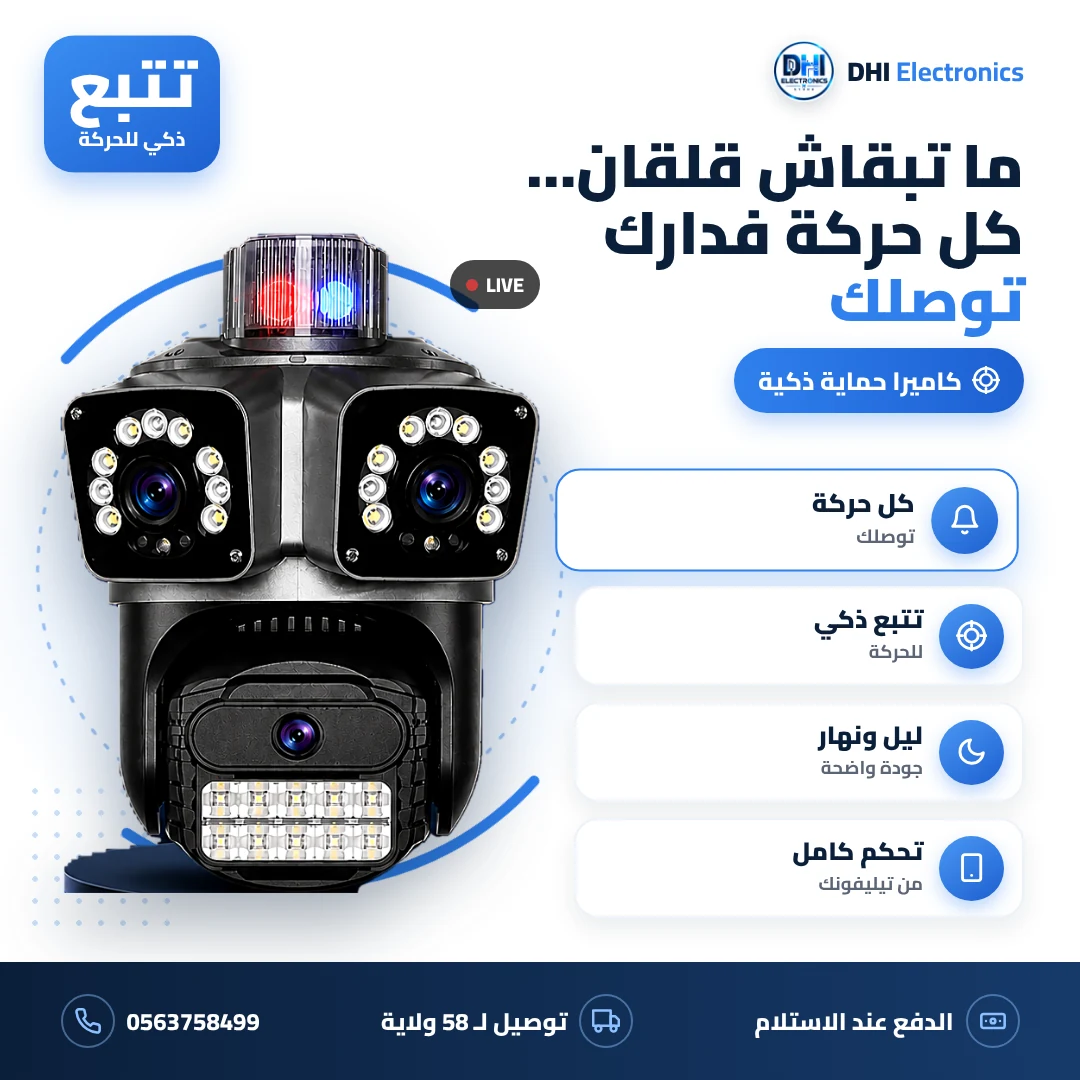 DHI Electronics
DHI
ELECTRONICS
تتبع
ذكي للحركة
ما تبقاش قلقان...
كل حركة فدارك
توصلك
كاميرا حماية ذكية
LIVE
كل حركة
توصلك
تتبع ذكي
للحركة
ليل ونهار
جودة واضحة
تحكم كامل
من تيليفونك
الدفع عند الاستلام
توصيل لـ 58 ولاية
0563758499